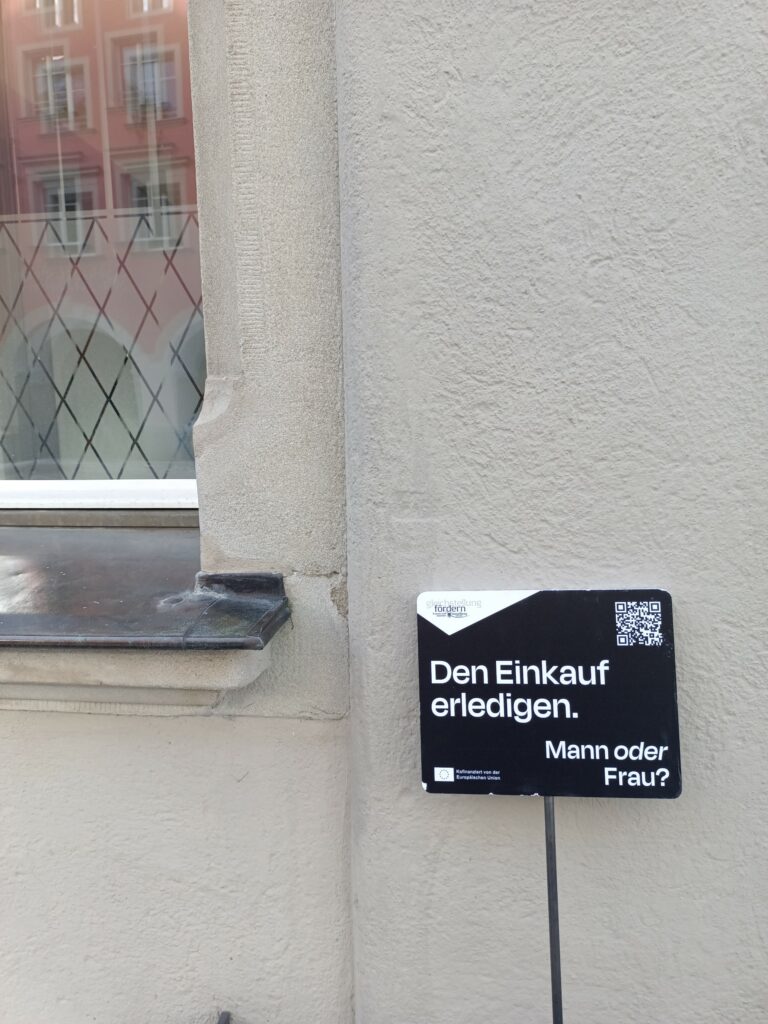 gleichstellung
fördern
Den Einkauf
erledigen.
Mann oder
Frau?
Kofinanziert von der
Europäischen Union